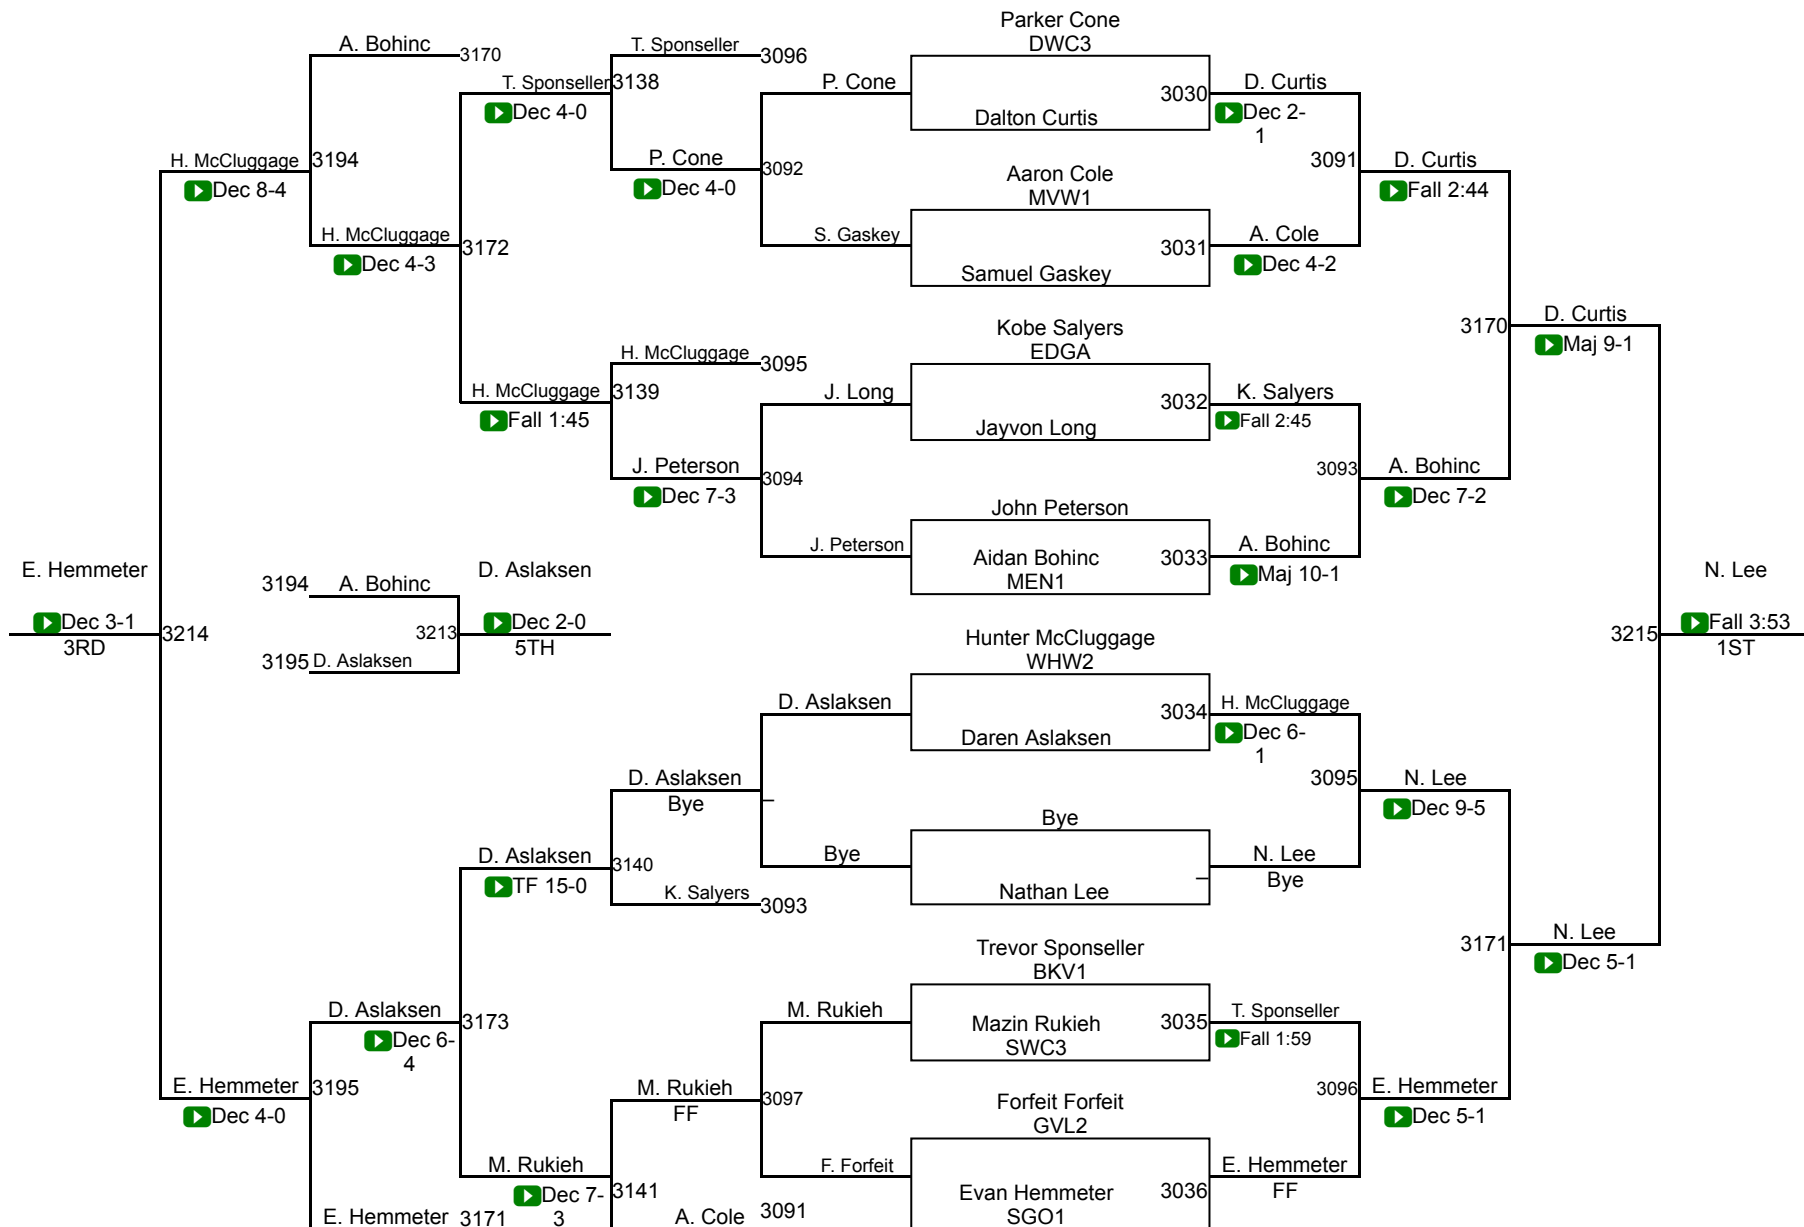 Parker Cone
DWC3
A. Bohinc
3170
T. Sponseller
3096
T. Sponseller
3138
P. Cone
3030
D. Curtis
Dec 4-0
Dalton Curtis
Dec 2-
1
H. McCluggage
3194
P. Cone
3092
Aaron Cole
MVW1
3091
D. Curtis
Dec 8-4
Dec 4-0
Fall 2:44
H. McCluggage
3172
S. Gaskey
3031
A. Cole
Dec 4-3
Samuel Gaskey
Dec 4-2
Kobe Salyers
EDGA
3170
D. Curtis
Maj 9-1
H. McCluggage
3095
H. McCluggage
3139
J. Long
3032
K. Salyers
Fall 1:45
Jayvon Long
Fall 2:45
J. Peterson
3094
3093
A. Bohinc
Dec 7-3
Dec 7-2
John Peterson
J. Peterson
Aidan Bohinc
MEN1
3033
A. Bohinc
Maj 10-1
E. Hemmeter
3194
A. Bohinc
D. Aslaksen
N. Lee
Dec 3-1
3RD
3214
3213
Dec 2-0
5TH
3215
Fall 3:53
1ST
3195
D. Aslaksen
Hunter McCluggage
WHW2
D. Aslaksen
3034
H. McCluggage
Daren Aslaksen
Dec 6-
1
D. Aslaksen
Bye
3095
N. Lee
Dec 9-5
Bye
D. Aslaksen
3140
Bye
N. Lee
TF 15-0
K. Salyers
3093
Nathan Lee
Bye
Trevor Sponseller
BKV1
3171
N. Lee
Dec 5-1
D. Aslaksen
3173
M. Rukieh
Mazin Rukieh
SWC3
3035
T. Sponseller
Dec 6-
4
Fall 1:59
E. Hemmeter
3195
M. Rukieh
3097
Forfeit Forfeit
GVL2
3096
E. Hemmeter
Dec 4-0
FF
Dec 5-1
M. Rukieh
3141
F. Forfeit
E. Hemmeter
Dec 7-
3
Evan Hemmeter
SGO1
3036
FF
E. Hemmeter
3171
A. Cole
3091